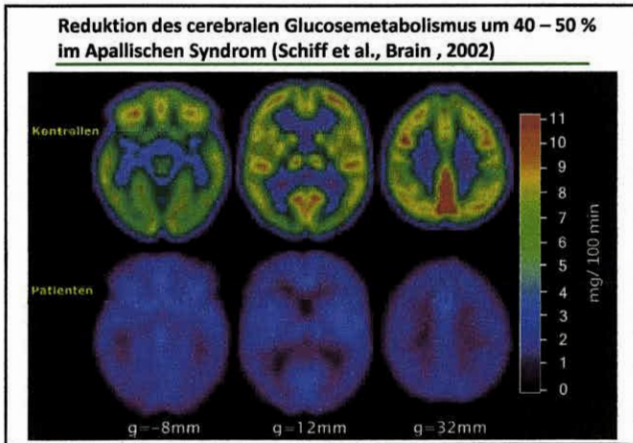 Reduktion des cerebralen Glucosemetabolismus um 40 – 50 %
im Apallischen Syndrom (Schiff et al., Brain , 2002)
Kontrollen
Patienten
11
10
9
8
7
6
5
4
3
2
1
0
mg/ 100 min
g=-8mm
g=12mm
g=32mm